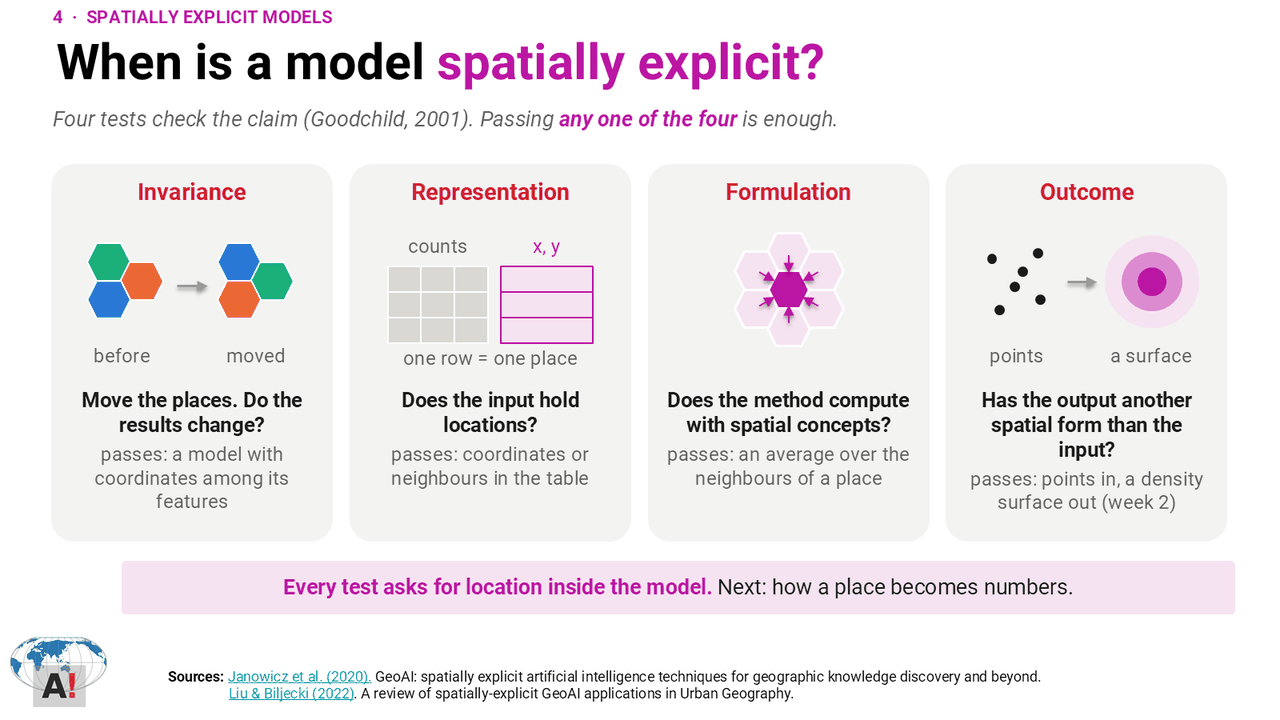 4 · SPATIALLY EXPLICIT MODELS
When is a model spatially explicit?
Four tests check the claim (Goodchild, 2001). Passing any one of the four is enough.
Invariance
before
moved
Move the places. Do the
results change?
passes: a model with
coordinates among its
features
Representation
counts
x, y
one row = one place
Does the input hold
locations?
passes: coordinates or
neighbours in the table
Formulation
Does the method compute
with spatial concepts?
passes: an average over the
neighbours of a place
Outcome
points
a surface
Has the output another
spatial form than the
input?
passes: points in, a density
surface out (week 2)
Every test asks for location inside the model. Next: how a place becomes numbers.
A!
Sources: Janowicz et al. (2020). GeoAI: spatially explicit artificial intelligence techniques for geographic knowledge discovery and beyond.
Liu & Biljecki (2022). A review of spatially-explicit GeoAI applications in Urban Geography.